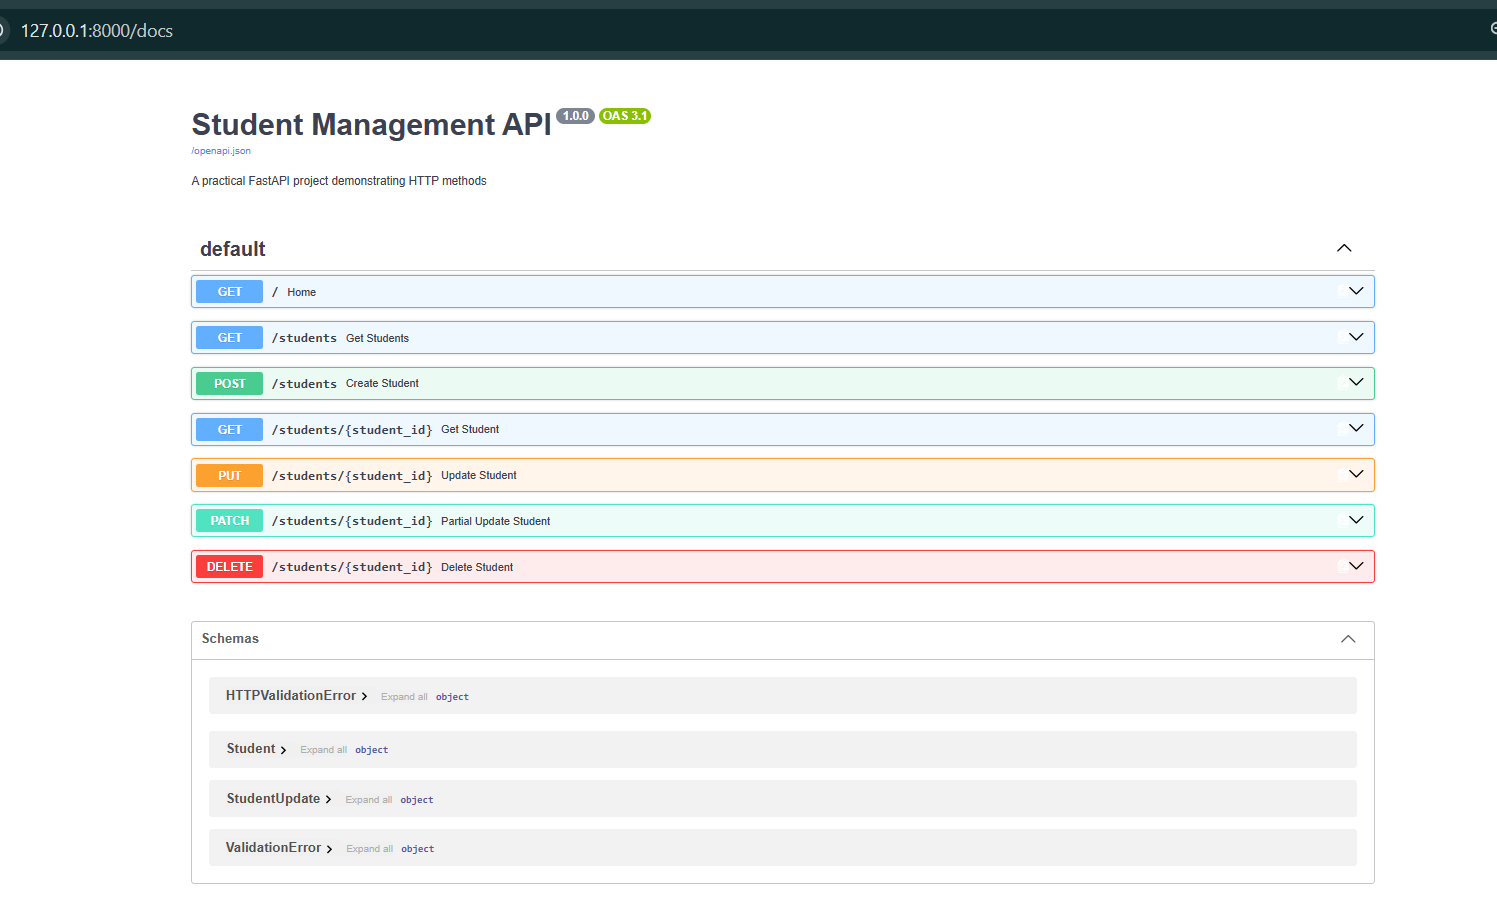 127.0.0.1:8000/docs
Student Management API 1.0.0 OAS 3.1
/openapi.json
A practical FastAPI project demonstrating HTTP methods
default
GET / Home
GET /students Get Students
POST /students Create Student
GET /students/{student_id} Get Student
PUT /students/{student_id} Update Student
PATCH /students/{student_id} Partial Update Student
DELETE /students/{student_id} Delete Student
Schemas
HTTPValidationError Expand all object
Student Expand all object
StudentUpdate Expand all object
ValidationError Expand all object